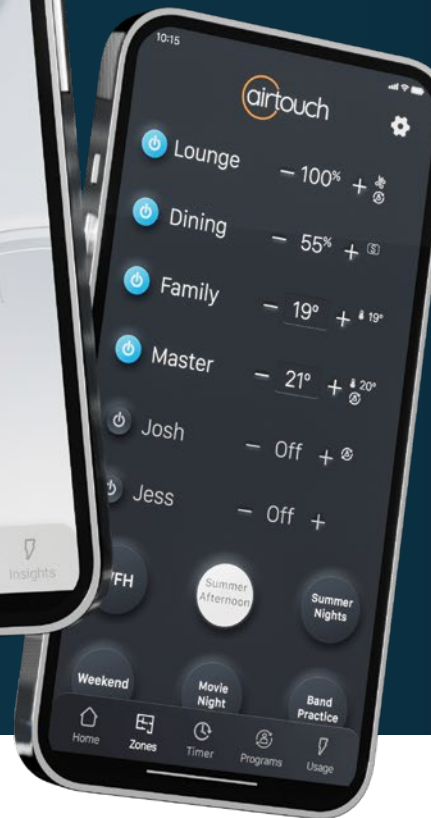 10:15
airtouch
Lounge − 100% +
Dining − 55% + S
Family − 19° + 19°
Master − 21° + 20°
Josh − Off +
Jess − Off +
Insights
Summer
Afternoon
Summer
Nights
Weekend
Movie
Night
Band
Practice
Home
Zones
Timer
Programs
Usage